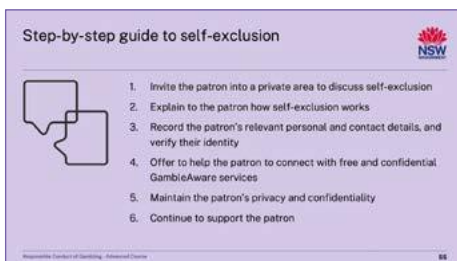 Step-by-step guide to self-exclusion
NSW
GOVERNMENT
1. Invite the patron into a private area to discuss self-exclusion
2. Explain to the patron how self-exclusion works
3. Record the patron's relevant personal and contact details, and
verify their identity
4. Offer to help the patron to connect with free and confidential
GambleAware services
5. Maintain the patron's privacy and confidentiality
6. Continue to support the patron
Responsible Conduct of Gambling - Advanced Course